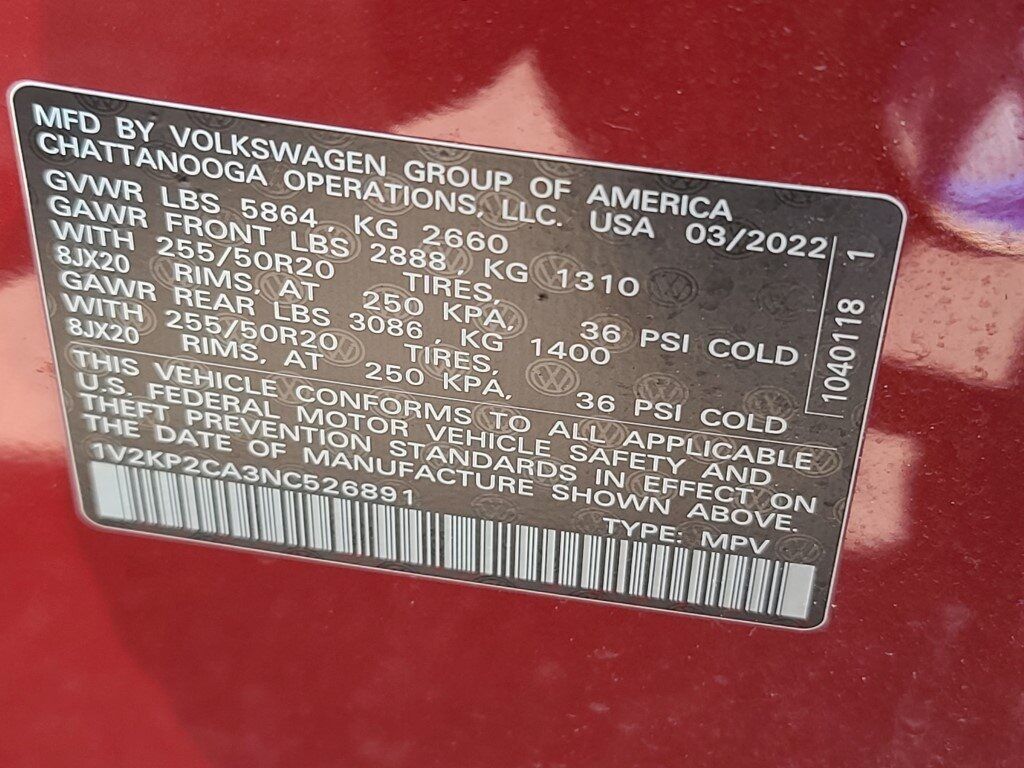 MFD BY VOLKSWAGEN GROUP OF AMERICA
CHATTANOOGA OPERATIONS, LLC. USA 03/2022
GVWR LBS 5864, KG 2660
GAWR FRONT LBS 2888, KG 1310
WITH 255/50R20 TIRES,
8JX20 RIMS, AT 250 KPA, 36 PSI COLD
GAWR REAR LBS 3086, KG 1400
WITH 255/50R20 TIRES,
8JX20 RIMS, AT 250 KPA, 36 PSI COLD
THIS VEHICLE CONFORMS TO ALL APPLICABLE
U.S. FEDERAL MOTOR VEHICLE SAFETY AND
THEFT PREVENTION STANDARDS IN EFFECT ON
THE DATE OF MANUFACTURE SHOWN ABOVE.
1V2KP2CA3NC526891 TYPE: MPV
1040118 1